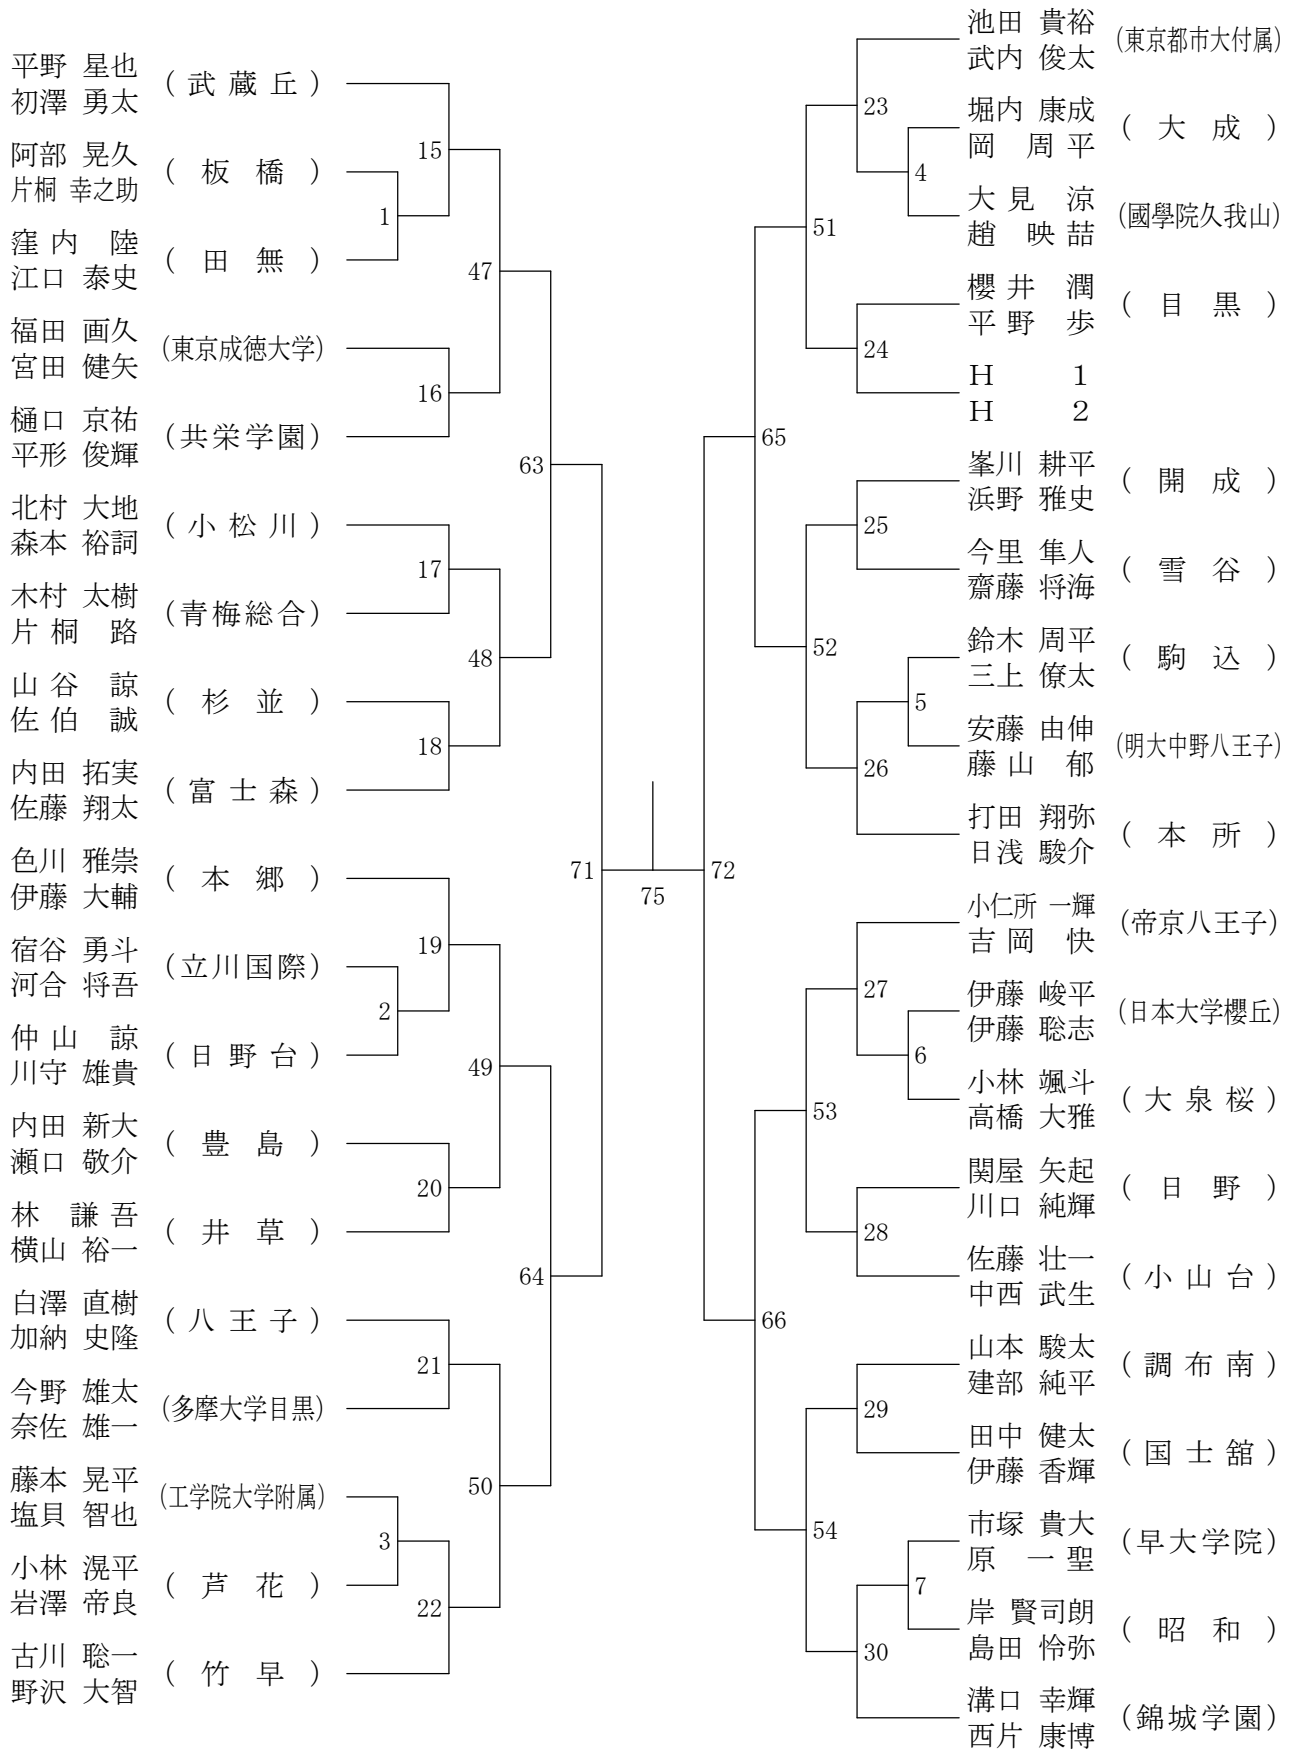 平野 星也
初澤 勇太
(武蔵丘)
阿部 晃久
片桐 幸之助
(板橋)
窪内 陸
江口 泰史
(田無)
福田 画久
宮田 健矢
(東京成徳大学)
樋口 京祐
平形 俊輝
(共栄学園)
北村 大地
森本 裕詞
(小松川)
木村 太樹
片桐 路
(青梅総合)
山谷 諒
佐伯 誠
(杉並)
内田 拓実
佐藤 翔太
(富士森)
色川 雅崇
伊藤 大輔
(本郷)
宿谷 勇斗
河合 将吾
(立川国際)
仲山 諒
川守 雄貴
(日野台)
内田 新大
瀬口 敬介
(豊島)
林 謙吾
横山 裕一
(井草)
白澤 直樹
加納 史隆
(八王子)
今野 雄太
奈佐 雄一
(多摩大学目黒)
藤本 晃平
塩貝 智也
(工学院大学附属)
小林 滉平
岩澤 帝良
(芦花)
古川 聡一
野沢 大智
(竹早)
15
1
47
16
63
17
48
18
71
19
2
49
20
64
21
50
3
22
75
72
池田 貴裕
武内 俊太
(東京都市大付属)
堀内 康成
岡 周平
(大成)
大見 涼
趙 映喆
(國學院久我山)
櫻井 潤
平野 歩
(目黒)
H 1
H 2
峯川 耕平
浜野 雅史
(開成)
今里 隼人
齋藤 将海
(雪谷)
鈴木 周平
三上 僚太
(駒込)
安藤 由伸
藤山 郁
(明大中野八王子)
打田 翔弥
日浅 駿介
(本所)
小仁所 一輝
吉岡 快
(帝京八王子)
伊藤 峻平
伊藤 聡志
(日本大学櫻丘)
小林 颯斗
高橋 大雅
(大泉桜)
関屋 矢起
川口 純輝
(日野)
佐藤 壮一
中西 武生
(小山台)
山本 駿太
建部 純平
(調布南)
田中 健太
伊藤 香輝
(国士舘)
市塚 貴大
原 一聖
(早大学院)
岸 賢司朗
島田 怜弥
(昭和)
溝口 幸輝
西片 康博
(錦城学園)
23
4
51
24
65
25
52
5
26
27
6
53
28
66
29
54
7
30